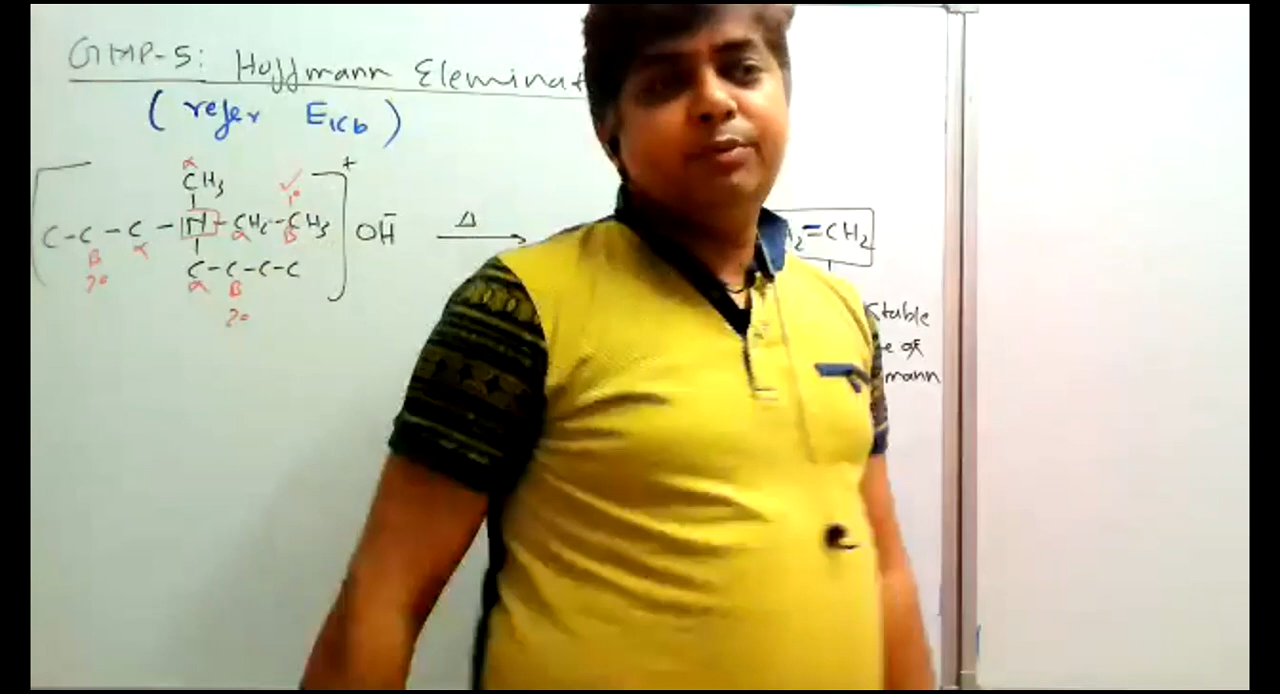 GMP-5: Hoffmann Eleminat
(refer E1cb)
α
CH3 +
✓
1°
C-C-C-N-CH2-CH3 OH̄ Δ =CH2
β α α β
2°
C-C-C-C
α β
2°
stable
of
mann